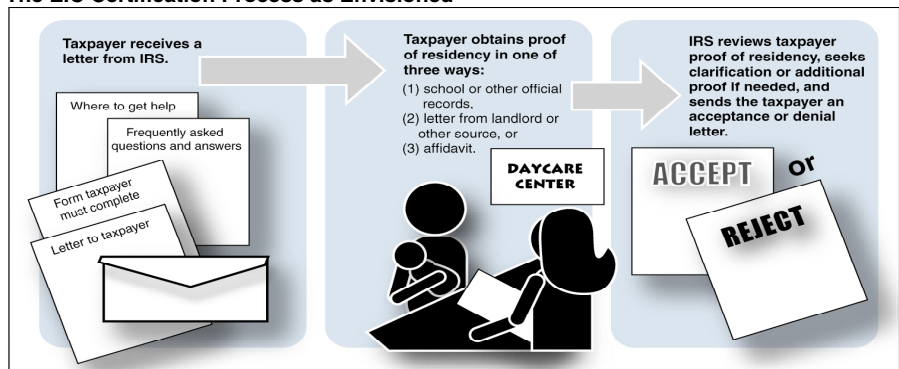 The EIC Certification Process as Envisioned
Taxpayer receives a
letter from IRS.
Where to get help
Frequently asked
questions and answers
Form taxpayer
must complete
Letter to taxpayer
Taxpayer obtains proof
of residency in one of
three ways:
(1) school or other official
records,
(2) letter from landlord or
other source, or
(3) affidavit.
DAYCARE
CENTER
IRS reviews taxpayer
proof of residency, seeks
clarification or additional
proof if needed, and
sends the taxpayer an
acceptance or denial
letter.
ACCEPT
or
REJECT